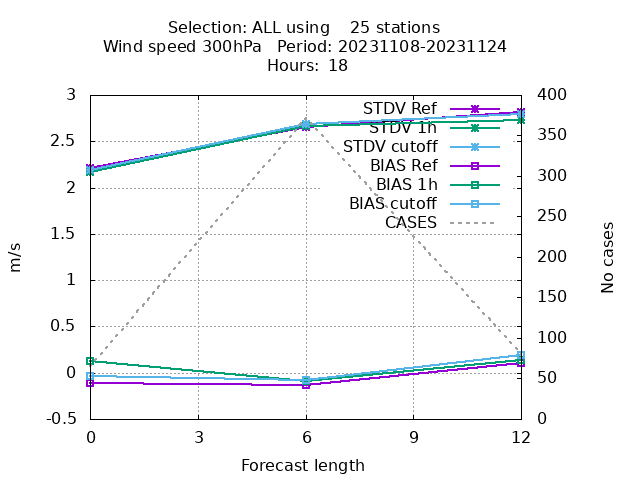 Selection: ALL using    25 stations
Wind speed 300hPa   Period: 20231108-20231124
Hours: 18
3 400
STDV Ref
STDV 1h
2.5 350
STDV cutoff
BIAS Ref
2 300
BIAS 1h
BIAS cutoff
CASES
250
1.5
m/s
No cases
1 200
150
0.5
100
0
50
-0.5 0
0 3 6 9 12
Forecast length